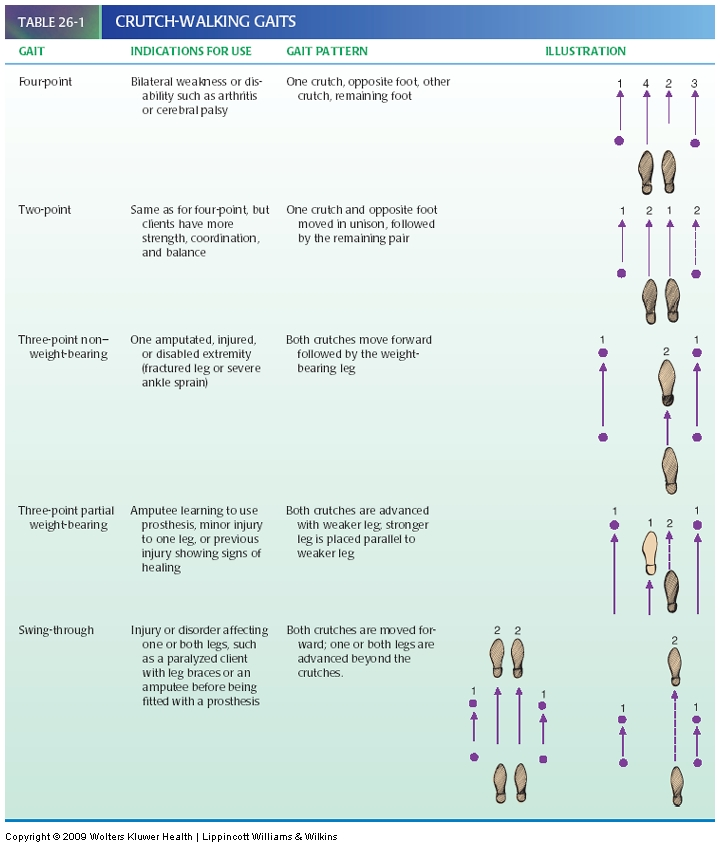 TABLE 26-1 CRUTCH-WALKING GAITS
GAIT INDICATIONS FOR USE GAIT PATTERN ILLUSTRATION
Four-point
Bilateral weakness or dis-
ability such as arthritis
or cerebral palsy
One crutch, opposite foot, other
crutch, remaining foot
1 4 2 3
Two-point
Same as for four-point, but
clients have more
strength, coordination,
and balance
One crutch and opposite foot
moved in unison, followed
by the remaining pair
1 2 1 2
Three-point non–
weight-bearing
One amputated, injured,
or disabled extremity
(fractured leg or severe
ankle sprain)
Both crutches move forward
followed by the weight-
bearing leg
1 2 1
Three-point partial
weight-bearing
Amputee learning to use
prosthesis, minor injury
to one leg, or previous
injury showing signs of
healing
Both crutches are advanced
with weaker leg; stronger
leg is placed parallel to
weaker leg
1 1 2 1
Swing-through
Injury or disorder affecting
one or both legs, such
as a paralyzed client
with leg braces or an
amputee before being
fitted with a prosthesis
Both crutches are moved for-
ward; one or both legs are
advanced beyond the
crutches.
2 2
1 1
2
1 1
Copyright © 2009 Wolters Kluwer Health | Lippincott Williams & Wilkins